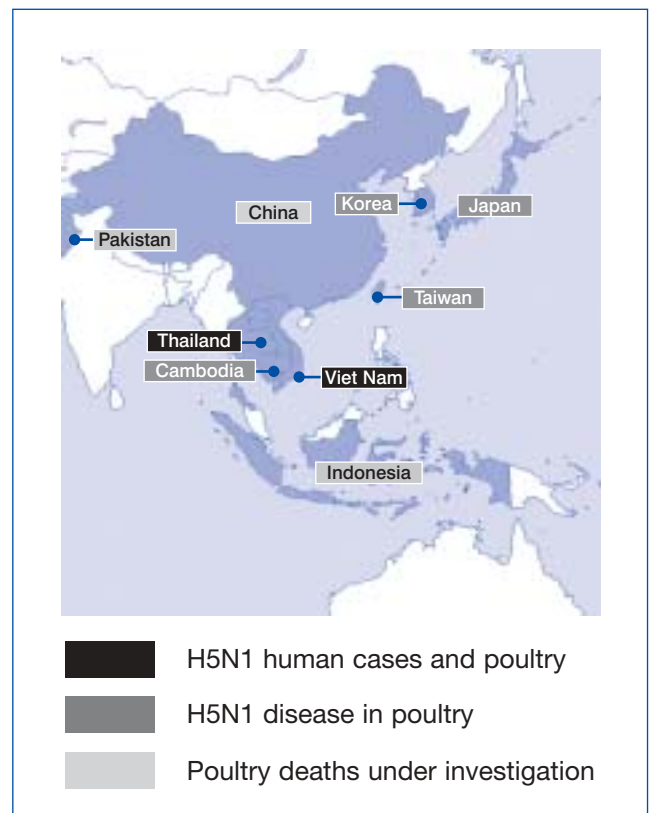 China
Korea
Japan
Pakistan
Taiwan
Thailand
Cambodia
Viet Nam
Indonesia
H5N1 human cases and poultry
H5N1 disease in poultry
Poultry deaths under investigation